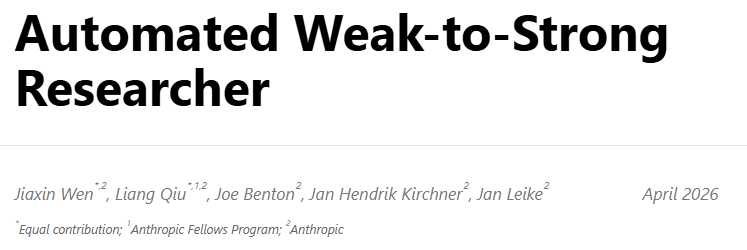 Automated Weak-to-Strong
Researcher
Jiaxin Wen*,2, Liang Qiu*,1,2, Joe Benton2, Jan Hendrik Kirchner2, Jan Leike2 April 2026
*Equal contribution; 1Anthropic Fellows Program; 2Anthropic